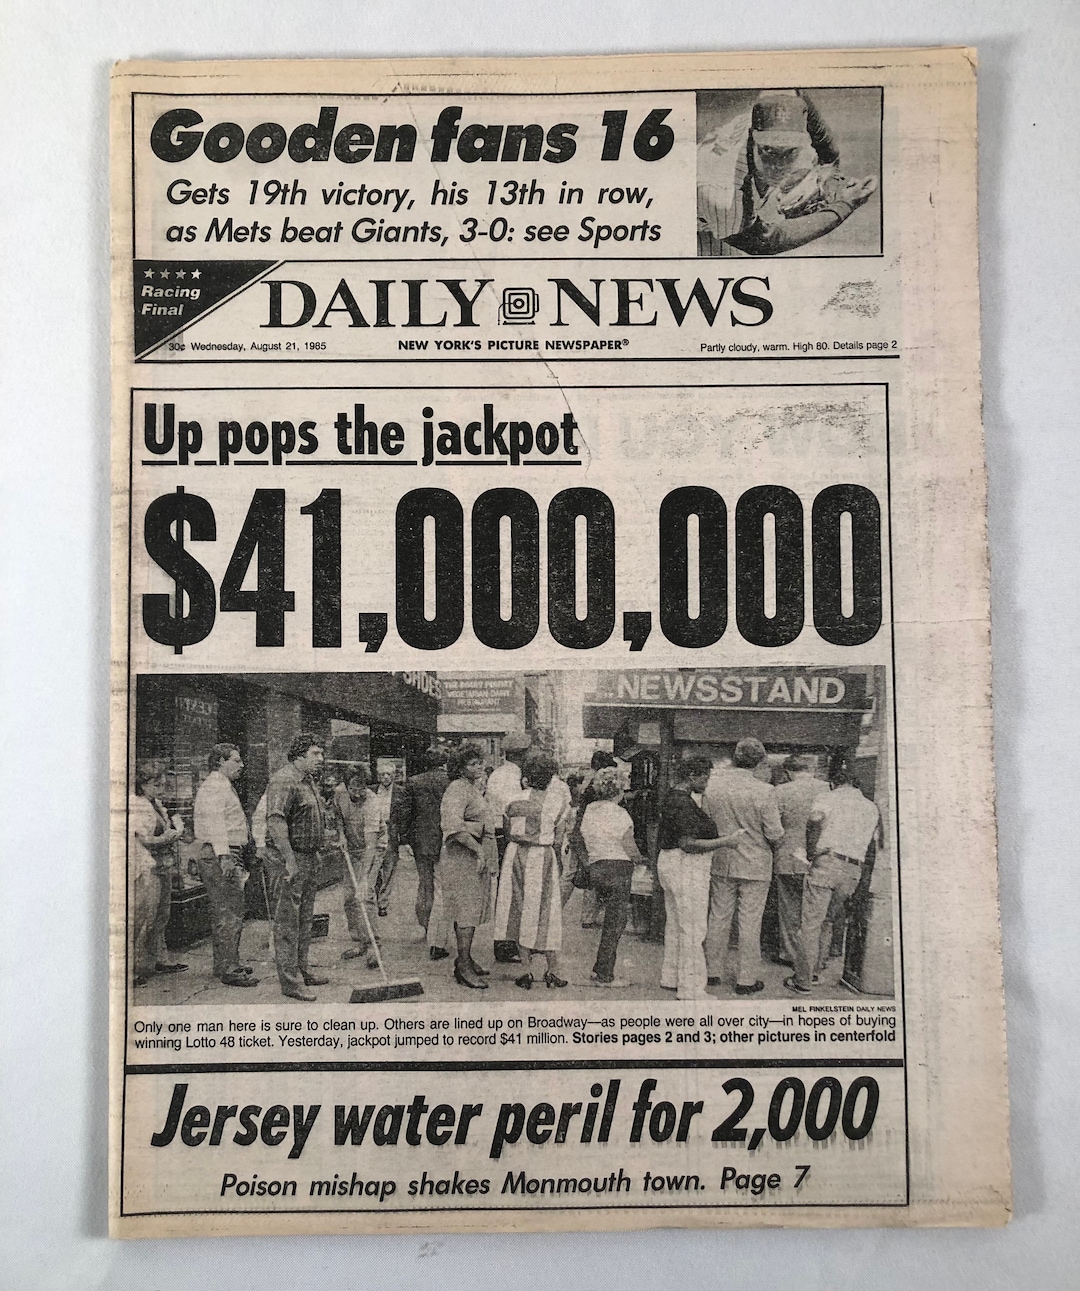 Gooden fans 16
Gets 19th victory, his 13th in row,
as Mets beat Giants, 3-0: see Sports
★★★★
Racing
Final
DAILY NEWS
30¢ Wednesday, August 21, 1985
NEW YORK'S PICTURE NEWSPAPER®
Partly cloudy, warm. High 80. Details page 2
Up pops the jackpot
$41,000,000
SHOES
VEGETARIAN DAIRY
RESTAURANT
NEWSSTAND
MEL FINKELSTEIN DAILY NEWS
Only one man here is sure to clean up. Others are lined up on Broadway—as people were all over city—in hopes of buying
winning Lotto 48 ticket. Yesterday, jackpot jumped to record $41 million. Stories pages 2 and 3; other pictures in centerfold
Jersey water peril for 2,000
Poison mishap shakes Monmouth town. Page 7